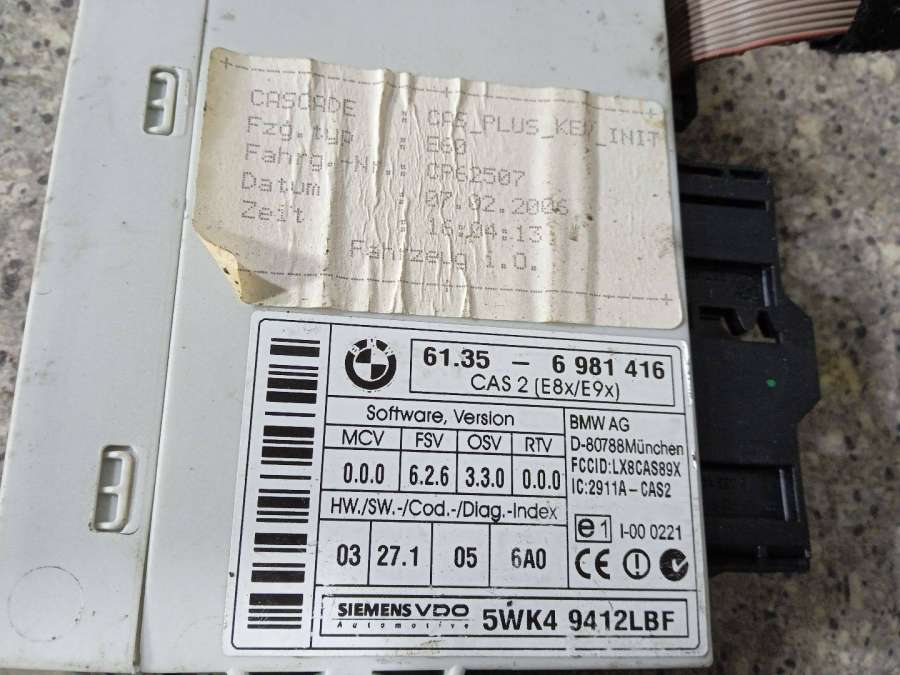 CASCADE : CAS_PLUS_KEY_INIT
Fzg.typ : E60
Fahrg.-Nr.: CP62507
Datum : 07.02.2006
Zeit : 16:04:13
Fahrzeug i.O.
BMW
61.35 - 6 981 416
CAS 2 (E8x/E9x)
Software, Version
MCV FSV OSV RTV
0.0.0 6.2.6 3.3.0 0.0.0
HW./SW.-/Cod.-/Diag.-Index
03 27.1 05 6A0
BMW AG
D-80788München
FCCID:LX8CAS89X
IC:2911A-CAS2
e1 I-00 0221
CE
SIEMENS VDO
Automotive
5WK4 9412LBF